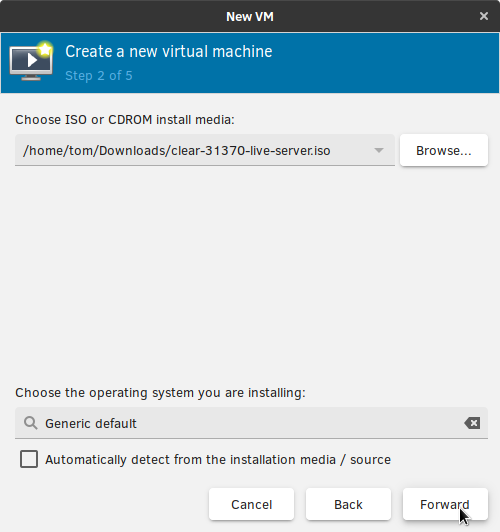 New VM
Create a new virtual machine
Step 2 of 5
Choose ISO or CDROM install media:
/home/tom/Downloads/clear-31370-live-server.iso
Browse...
Choose the operating system you are installing:
Generic default
Automatically detect from the installation media / source
Cancel Back Forward